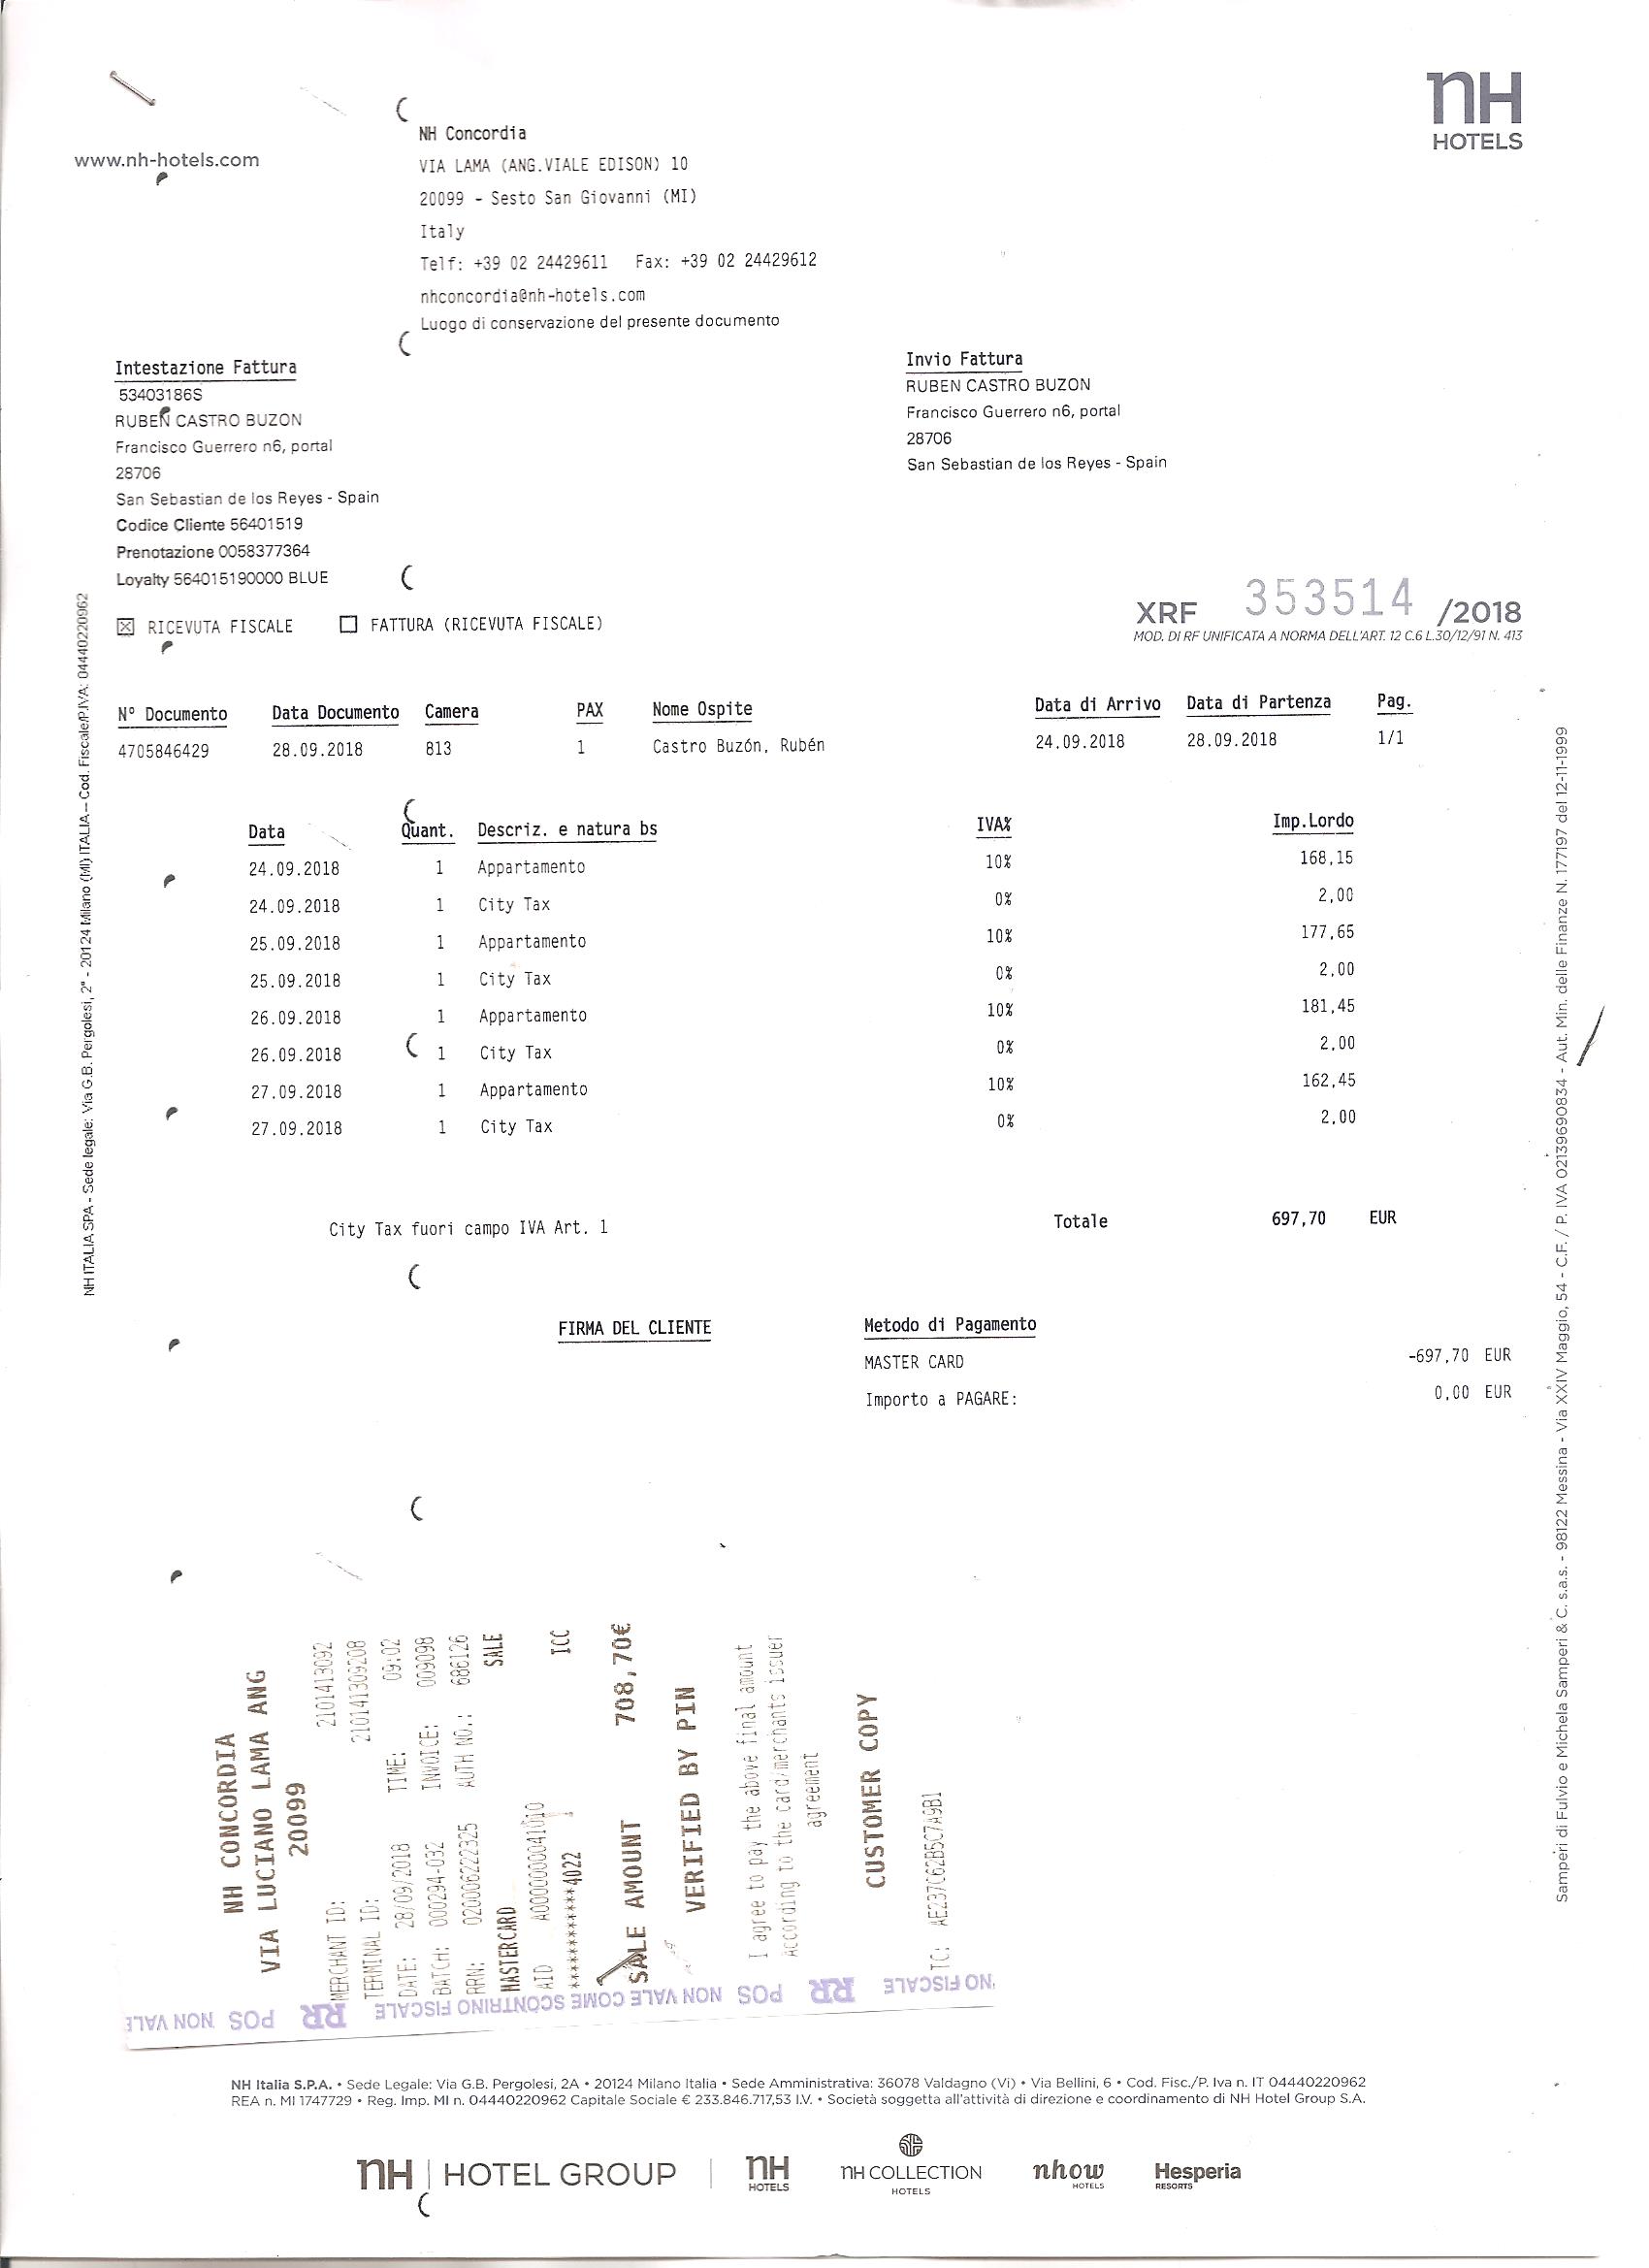 nH
HOTELS
www.nh-hotels.com
NH Concordia
VIA LAMA (ANG.VIALE EDISON) 10
20099 - Sesto San Giovanni (MI)
Italy
Telf: +39 02 24429611 Fax: +39 02 24429612
nhconcordia@nh-hotels.com
Luogo di conservazione del presente documento
Intestazione Fattura
53403186S
RUBEN CASTRO BUZON
Francisco Guerrero n6, portal
28706
San Sebastian de los Reyes - Spain
Codice Cliente 56401519
Prenotazione 0058377364
Loyalty 564015190000 BLUE
Invio Fattura
RUBEN CASTRO BUZON
Francisco Guerrero n6, portal
28706
San Sebastian de los Reyes - Spain
☒ RICEVUTA FISCALE ☐ FATTURA (RICEVUTA FISCALE)
XRF 353514 /2018
MOD. DI RF UNIFICATA A NORMA DELL'ART. 12 C.6 L.30/12/91 N. 413
Nº Documento Data Documento Camera PAX Nome Ospite Data di Arrivo Data di Partenza Pag.
4705846429 28.09.2018 813 1 Castro Buzón, Rubén 24.09.2018 28.09.2018 1/1
Data Quant. Descriz. e natura bs IVA% Imp.Lordo
24.09.2018 1 Appartamento 10% 168,15
24.09.2018 1 City Tax 0% 2,00
25.09.2018 1 Appartamento 10% 177,65
25.09.2018 1 City Tax 0% 2,00
26.09.2018 1 Appartamento 10% 181,45
26.09.2018 1 City Tax 0% 2,00
27.09.2018 1 Appartamento 10% 162,45
27.09.2018 1 City Tax 0% 2,00
City Tax fuori campo IVA Art. 1 Totale 697,70 EUR
FIRMA DEL CLIENTE
Metodo di Pagamento
MASTER CARD -697,70 EUR
Importo a PAGARE: 0,00 EUR
NH ITALIA SPA - Sede legale: Via G.B. Pergolesi, 2ª - 20124 Milano (MI) ITALIA – Cod. Fiscale/P.IVA: 04440220962
Samperi di Fulvio e Michela Samperi & C. s.a.s. - 98122 Messina - Via XXIV Maggio, 54 - C.F. / P. IVA 02139690834 - Aut. Min. delle Finanze N. 177197 del 12-11-1999
NH CONCORDIA
VIA LUCIANO LAMA ANG
20099
MERCHANT ID: 2101413092
TERMINAL ID: 210141309208
DATE: 28/09/2018 TIME: 09:02
BATCH: 000294-032 INVOICE: 009098
RRN: 020006222325 AUTH NO.: 686126
MASTERCARD SALE
AID A0000000041010
************4022 ICC
SALE AMOUNT 708,70€
VERIFIED BY PIN
I agree to pay the above final amount
According to the card/merchants issuer
agreement
CUSTOMER COPY
TC: AE237C62B5C7A9B1
NO FISCALE RR POS NON VALE COME SCONTRINO FISCALE RR POS NON VALE
NH Italia S.P.A. • Sede Legale: Via G.B. Pergolesi, 2A • 20124 Milano Italia • Sede Amministrativa: 36078 Valdagno (Vi) • Via Bellini, 6 • Cod. Fisc./P. Iva n. IT 04440220962
REA n. MI 1747729 • Reg. Imp. MI n. 04440220962 Capitale Sociale € 233.846.717,53 I.V. • Società soggetta all'attività di direzione e coordinamento di NH Hotel Group S.A.
nH | HOTEL GROUP
nH HOTELS
nH COLLECTION HOTELS
nhow HOTELS
Hesperia RESORTS